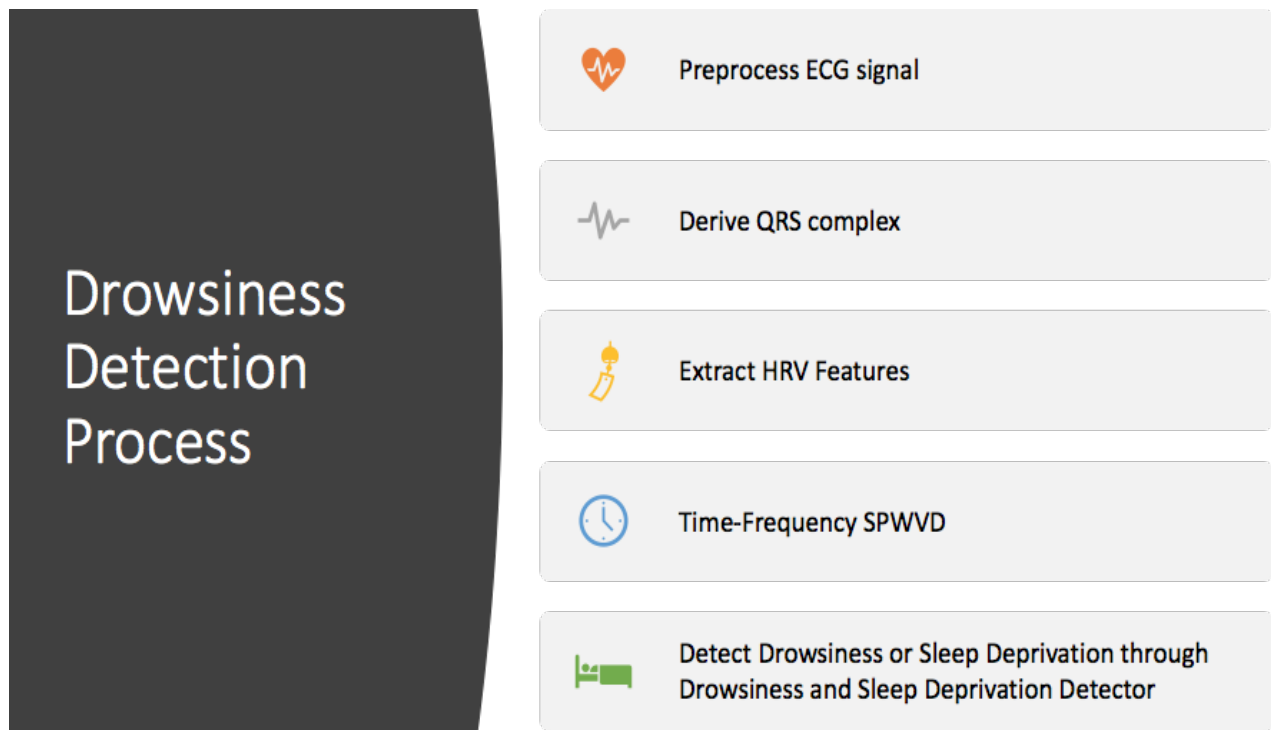 Drowsiness
Detection
Process
Preprocess ECG signal
Derive QRS complex
Extract HRV Features
Time-Frequency SPWVD
Detect Drowsiness or Sleep Deprivation through
Drowsiness and Sleep Deprivation Detector